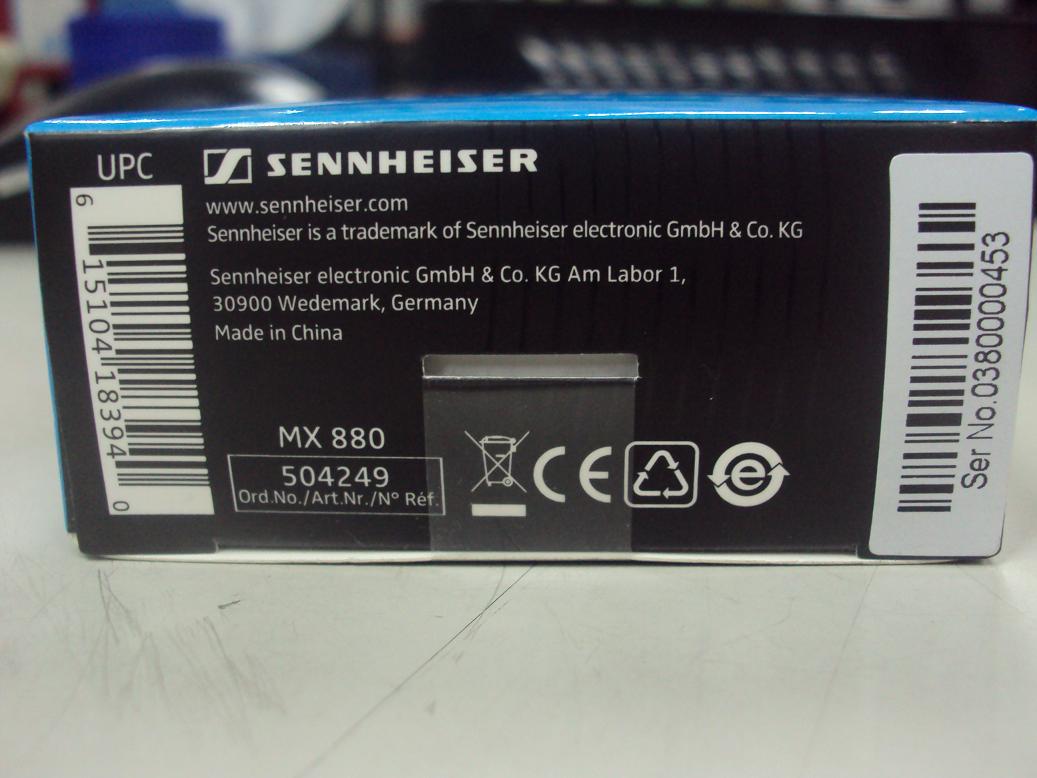 UPC
6 15104 18394 0
SENNHEISER
www.sennheiser.com
Sennheiser is a trademark of Sennheiser electronic GmbH & Co. KG
Sennheiser electronic GmbH & Co. KG Am Labor 1,
30900 Wedemark, Germany
Made in China
MX 880
504249
Ord.No./Art.Nr./N° Réf.
CE
e
Ser No.0380000453